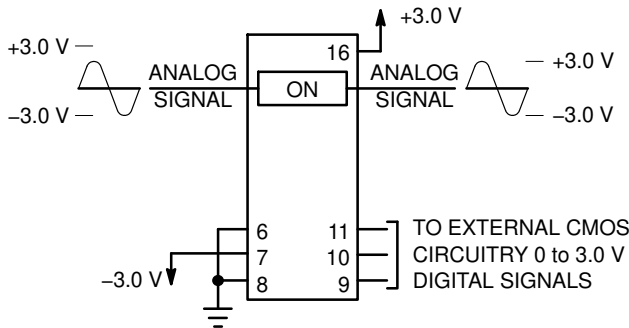 +3.0 V
16
+3.0 V
ANALOG
SIGNAL
ON
ANALOG
SIGNAL
+3.0 V
−3.0 V
−3.0 V
6
7
8
−3.0 V
11
10
9
TO EXTERNAL CMOS
CIRCUITRY 0 to 3.0 V
DIGITAL SIGNALS